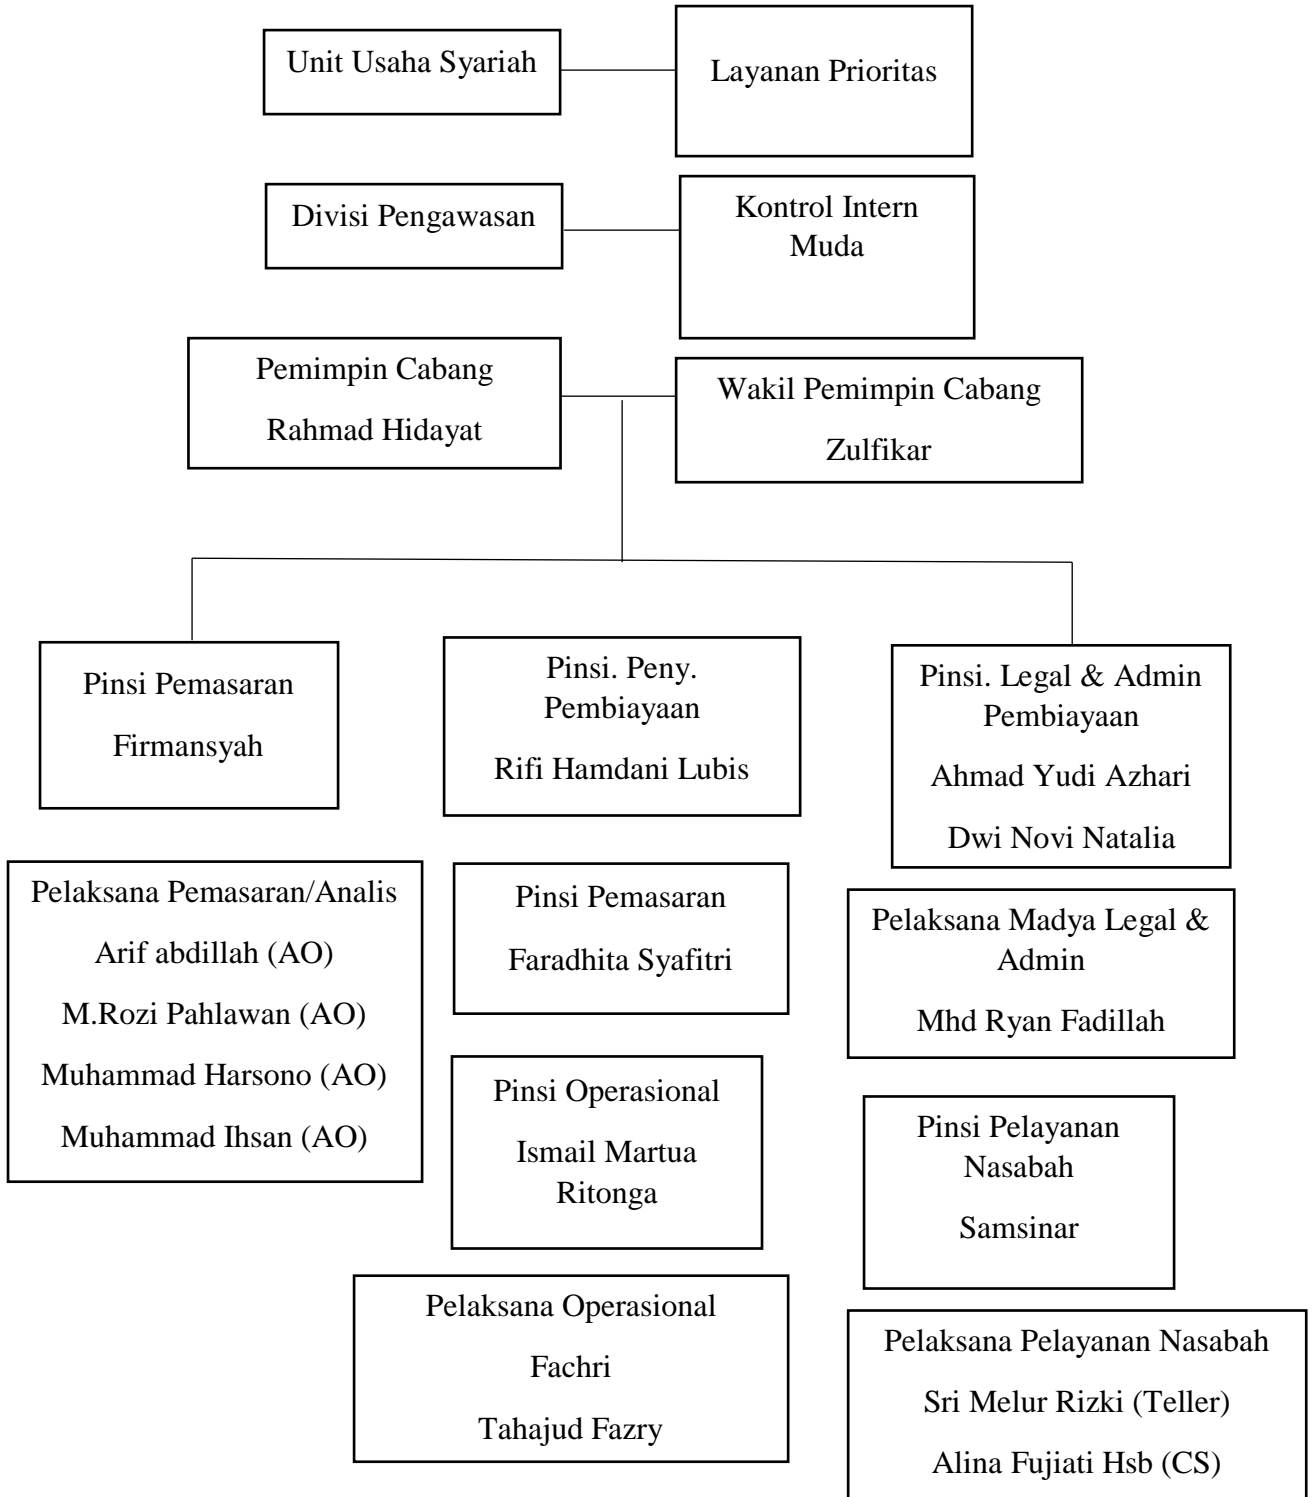 Unit Usaha Syariah
Layanan Prioritas
Divisi Pengawasan
Kontrol Intern
Muda
Pemimpin Cabang
Rahmad Hidayat
Wakil Pemimpin Cabang
Zulfikar
Pinsi Pemasaran
Firmansyah
Pinsi. Peny.
Pembiayaan
Rifi Hamdani Lubis
Pinsi. Legal & Admin
Pembiayaan
Ahmad Yudi Azhari
Dwi Novi Natalia
Pelaksana Pemasaran/Analis
Arif abdillah (AO)
M.Rozi Pahlawan (AO)
Muhammad Harsono (AO)
Muhammad Ihsan (AO)
Pinsi Pemasaran
Faradhita Syafitri
Pelaksana Madya Legal &
Admin
Mhd Ryan Fadillah
Pinsi Operasional
Ismail Martua
Ritonga
Pinsi Pelayanan
Nasabah
Samsinar
Pelaksana Operasional
Fachri
Tahajud Fazry
Pelaksana Pelayanan Nasabah
Sri Melur Rizki (Teller)
Alina Fujiati Hsb (CS)